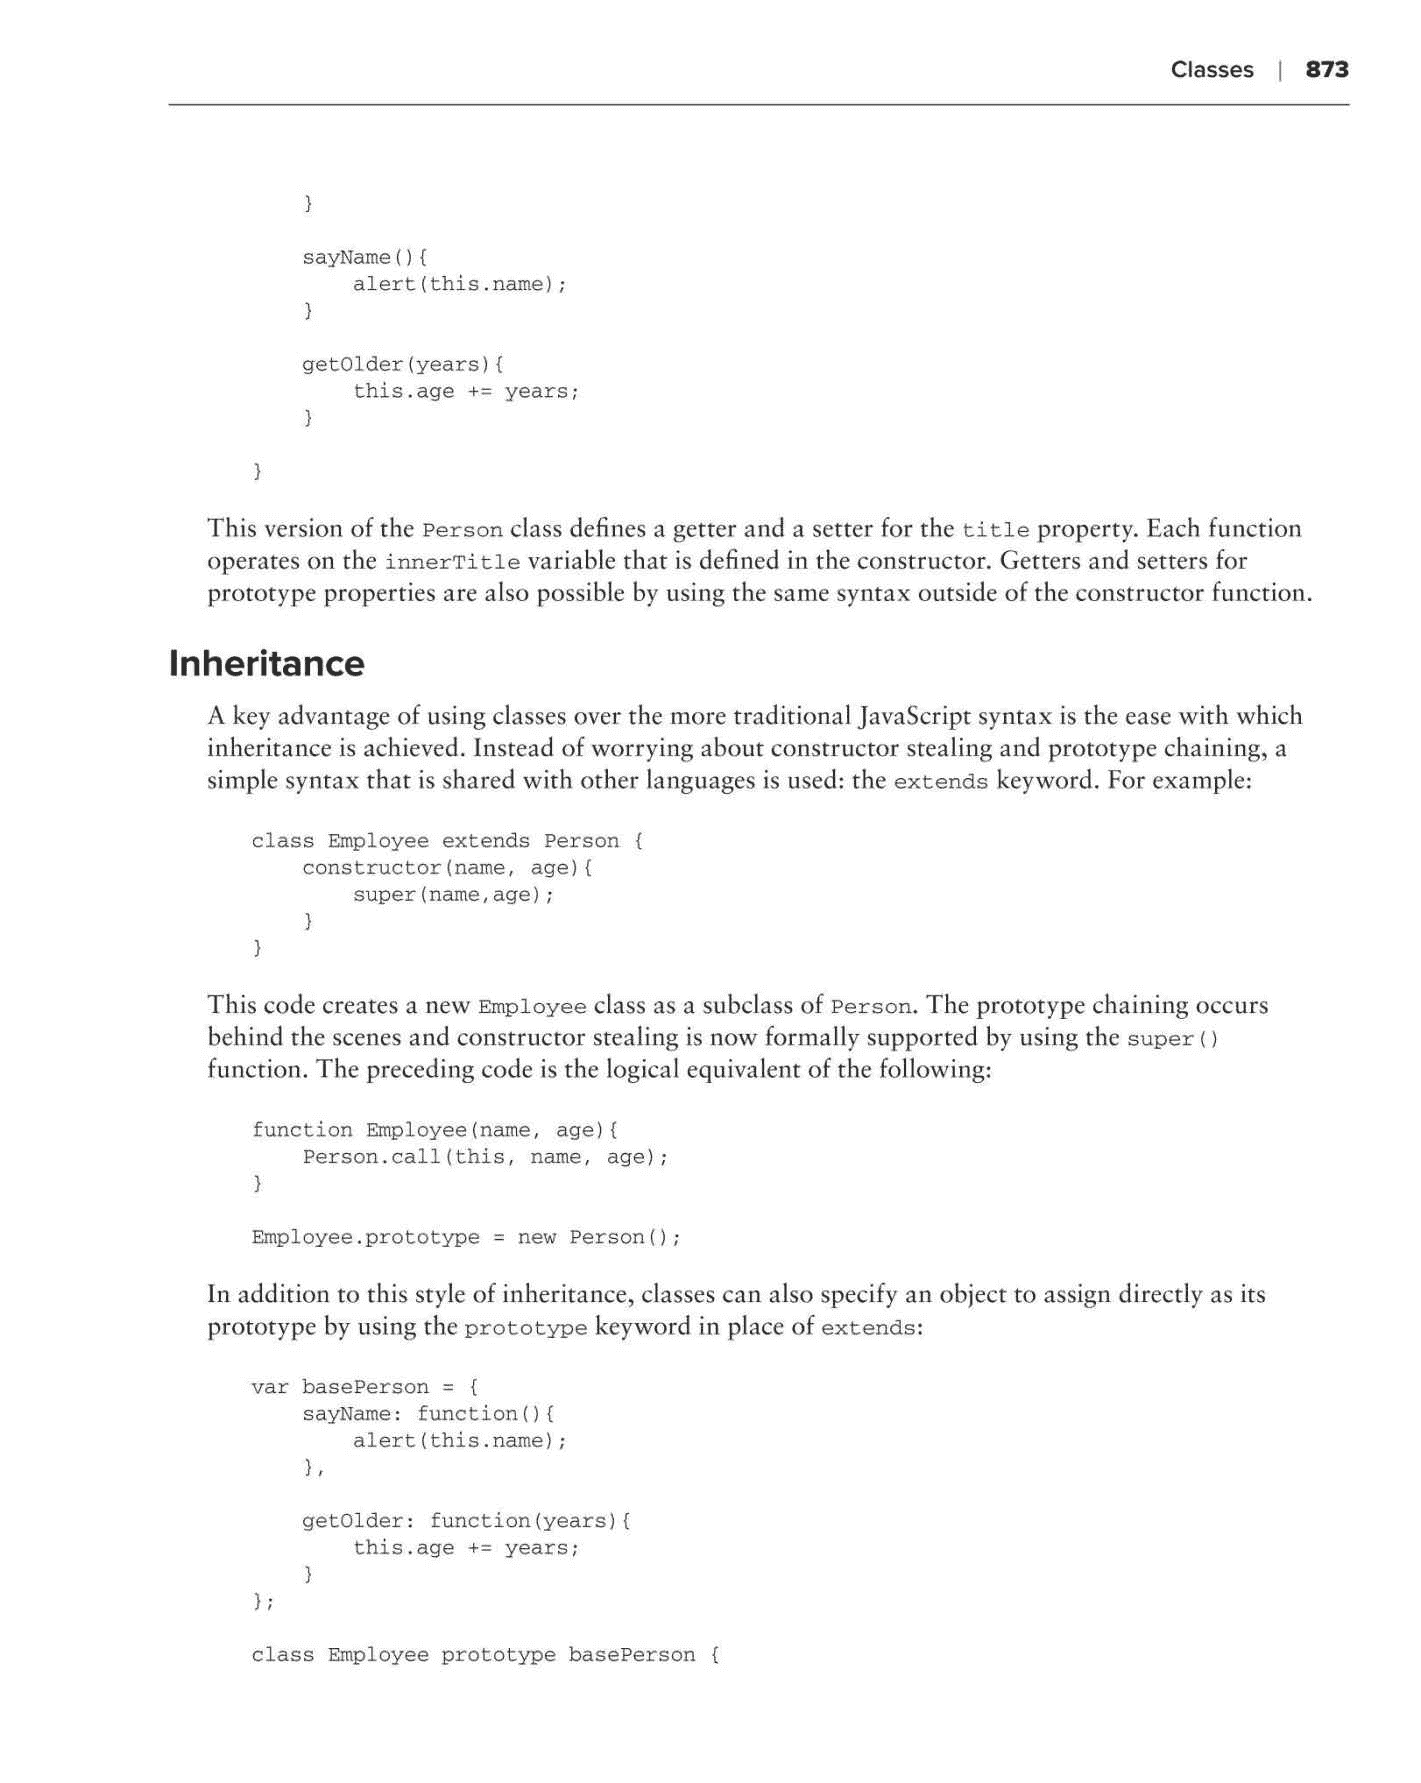 Classes | 873
}
sayName(){
alert(this.name);
}
getOlder(years){
this.age += years;
}
}
This version of the Person class defines a getter and a setter for the title property. Each function
operates on the innerTitle variable that is defined in the constructor. Getters and setters for
prototype properties are also possible by using the same syntax outside of the constructor function.
Inheritance
A key advantage of using classes over the more traditional JavaScript syntax is the ease with which
inheritance is achieved. Instead of worrying about constructor stealing and prototype chaining, a
simple syntax that is shared with other languages is used: the extends keyword. For example:
class Employee extends Person {
constructor(name, age){
super(name,age);
}
}
This code creates a new Employee class as a subclass of Person. The prototype chaining occurs
behind the scenes and constructor stealing is now formally supported by using the super()
function. The preceding code is the logical equivalent of the following:
function Employee(name, age){
Person.call(this, name, age);
}
Employee.prototype = new Person();
In addition to this style of inheritance, classes can also specify an object to assign directly as its
prototype by using the prototype keyword in place of extends:
var basePerson = {
sayName: function(){
alert(this.name);
},
getOlder: function(years){
this.age += years;
}
};
class Employee prototype basePerson {